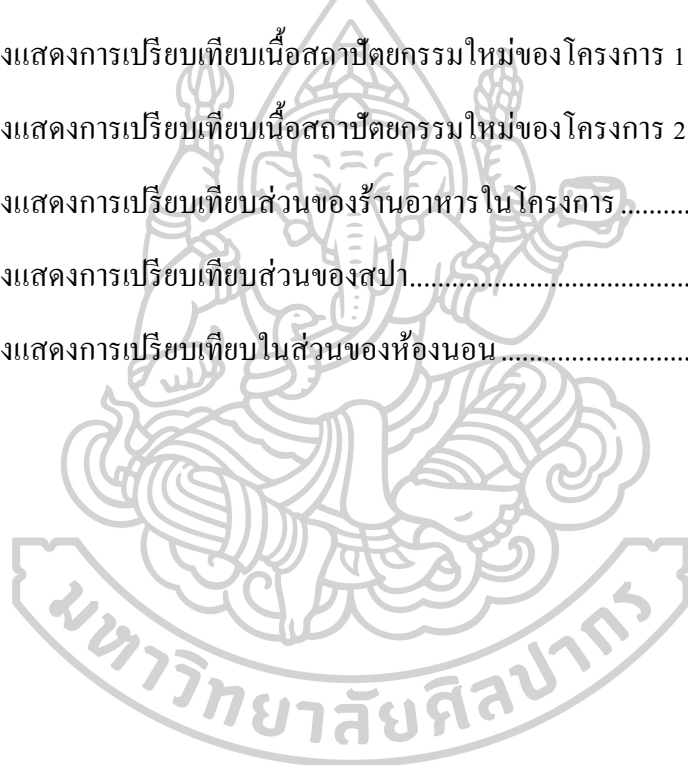 งแสดงการเปรียบเทียบเนื้อสถาปัตยกรรมใหม่ของโครงการ 1
งแสดงการเปรียบเทียบเนื้อสถาปัตยกรรมใหม่ของโครงการ 2
งแสดงการเปรียบเทียบส่วนของร้านอาหารในโครงการ ..........
งแสดงการเปรียบเทียบส่วนของสปา........................................
งแสดงการเปรียบเทียบในส่วนของห้องนอน ...........................
มหาวิทยาลัยศิลปากร